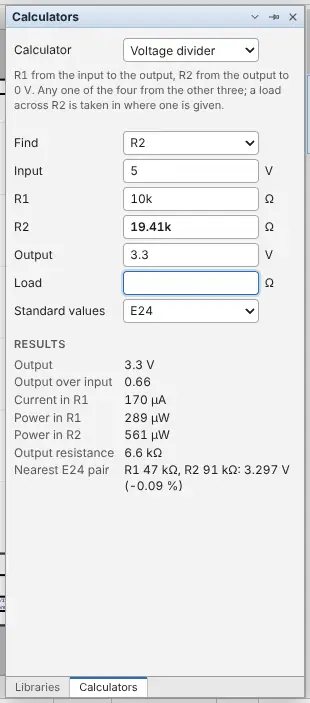 Calculators
Calculator Voltage divider
R1 from the input to the output, R2 from the output to
0 V. Any one of the four from the other three; a load
across R2 is taken in where one is given.
Find R2
Input 5 V
R1 10k Ω
R2 19.41k Ω
Output 3.3 V
Load Ω
Standard values E24
RESULTS
Output 3.3 V
Output over input 0.66
Current in R1 170 µA
Power in R1 289 µW
Power in R2 561 µW
Output resistance 6.6 kΩ
Nearest E24 pair R1 47 kΩ, R2 91 kΩ: 3.297 V
(-0.09 %)
Libraries Calculators